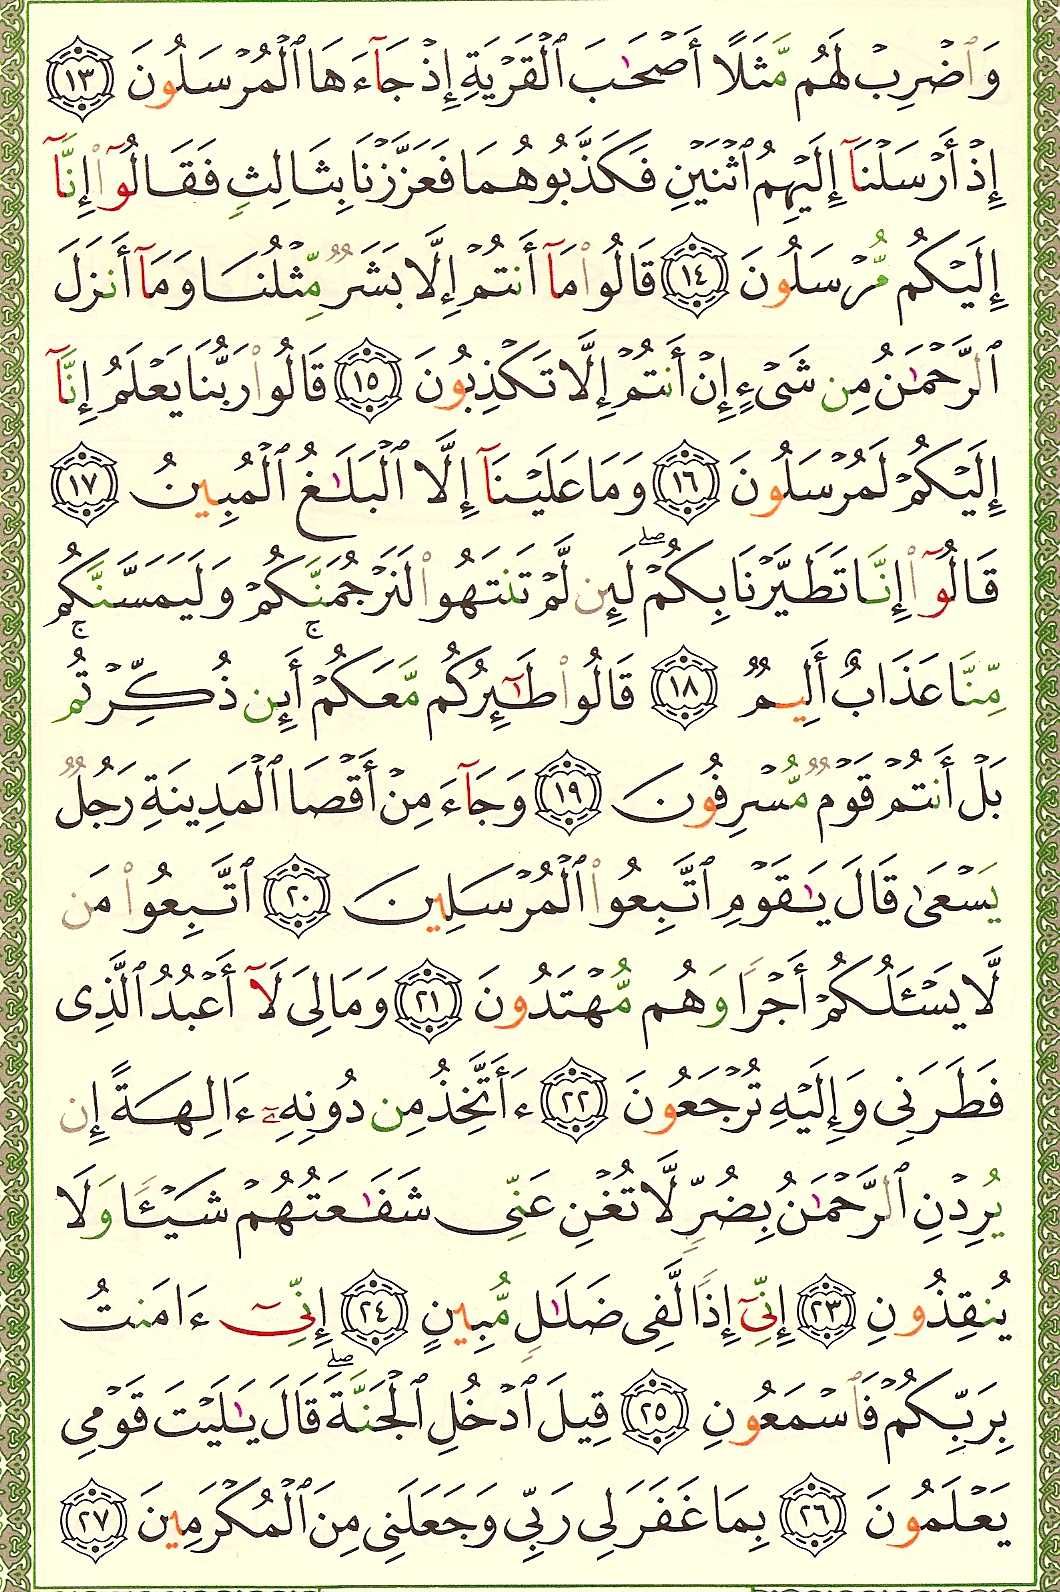 وَٱضْرِبْ لَهُم مَّثَلًا أَصْحَٰبَ ٱلْقَرْيَةِ إِذْ جَآءَهَا ٱلْمُرْسَلُونَ ١٣
إِذْ أَرْسَلْنَآ إِلَيْهِمُ ٱثْنَيْنِ فَكَذَّبُوهُمَا فَعَزَّزْنَا بِثَالِثٍ فَقَالُوٓا۟ إِنَّآ
إِلَيْكُم مُّرْسَلُونَ ١٤ قَالُوا۟ مَآ أَنتُمْ إِلَّا بَشَرٌ مِّثْلُنَا وَمَآ أَنزَلَ
ٱلرَّحْمَٰنُ مِن شَىْءٍ إِنْ أَنتُمْ إِلَّا تَكْذِبُونَ ١٥ قَالُوا۟ رَبُّنَا يَعْلَمُ إِنَّآ
إِلَيْكُمْ لَمُرْسَلُونَ ١٦ وَمَا عَلَيْنَآ إِلَّا ٱلْبَلَٰغُ ٱلْمُبِينُ ١٧
قَالُوٓا۟ إِنَّا تَطَيَّرْنَا بِكُمْ ۖ لَئِن لَّمْ تَنتَهُوا۟ لَنَرْجُمَنَّكُمْ وَلَيَمَسَّنَّكُم
مِّنَّا عَذَابٌ أَلِيمٌ ١٨ قَالُوا۟ طَٰٓئِرُكُم مَّعَكُمْ ۚ أَئِن ذُكِّرْتُم ۚ
بَلْ أَنتُمْ قَوْمٌ مُّسْرِفُونَ ١٩ وَجَآءَ مِنْ أَقْصَا ٱلْمَدِينَةِ رَجُلٌ
يَسْعَىٰ قَالَ يَٰقَوْمِ ٱتَّبِعُوا۟ ٱلْمُرْسَلِينَ ٢٠ ٱتَّبِعُوا۟ مَن
لَّا يَسْـَٔلُكُمْ أَجْرًا وَهُم مُّهْتَدُونَ ٢١ وَمَا لِىَ لَآ أَعْبُدُ ٱلَّذِى
فَطَرَنِى وَإِلَيْهِ تُرْجَعُونَ ٢٢ ءَأَتَّخِذُ مِن دُونِهِۦٓ ءَالِهَةً إِن
يُرِدْنِ ٱلرَّحْمَٰنُ بِضُرٍّ لَّا تُغْنِ عَنِّى شَفَٰعَتُهُمْ شَيْـًٔا وَلَا
يُنقِذُونِ ٢٣ إِنِّىٓ إِذًا لَّفِى ضَلَٰلٍ مُّبِينٍ ٢٤ إِنِّىٓ ءَامَنتُ
بِرَبِّكُمْ فَٱسْمَعُونِ ٢٥ قِيلَ ٱدْخُلِ ٱلْجَنَّةَ ۖ قَالَ يَٰلَيْتَ قَوْمِى
يَعْلَمُونَ ٢٦ بِمَا غَفَرَ لِى رَبِّى وَجَعَلَنِى مِنَ ٱلْمُكْرَمِينَ ٢٧